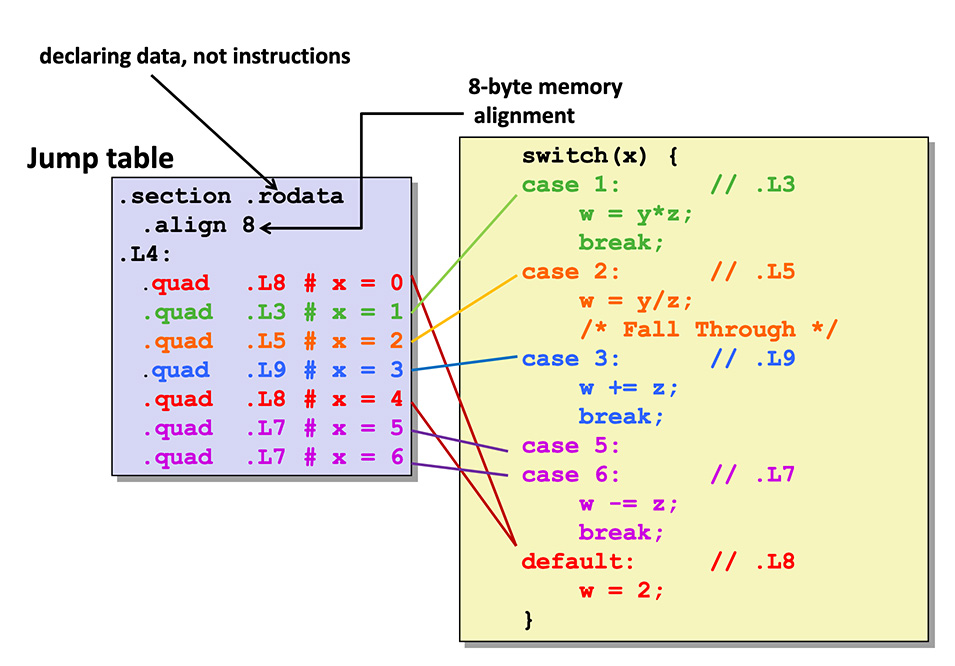 declaring data, not instructions
8-byte memory
alignment
Jump table
.section .rodata
.align 8
.L4:
.quad .L8 # x = 0
.quad .L3 # x = 1
.quad .L5 # x = 2
.quad .L9 # x = 3
.quad .L8 # x = 4
.quad .L7 # x = 5
.quad .L7 # x = 6
switch(x) {
case 1: // .L3
w = y*z;
break;
case 2: // .L5
w = y/z;
/* Fall Through */
case 3: // .L9
w += z;
break;
case 5:
case 6: // .L7
w -= z;
break;
default: // .L8
w = 2;
}